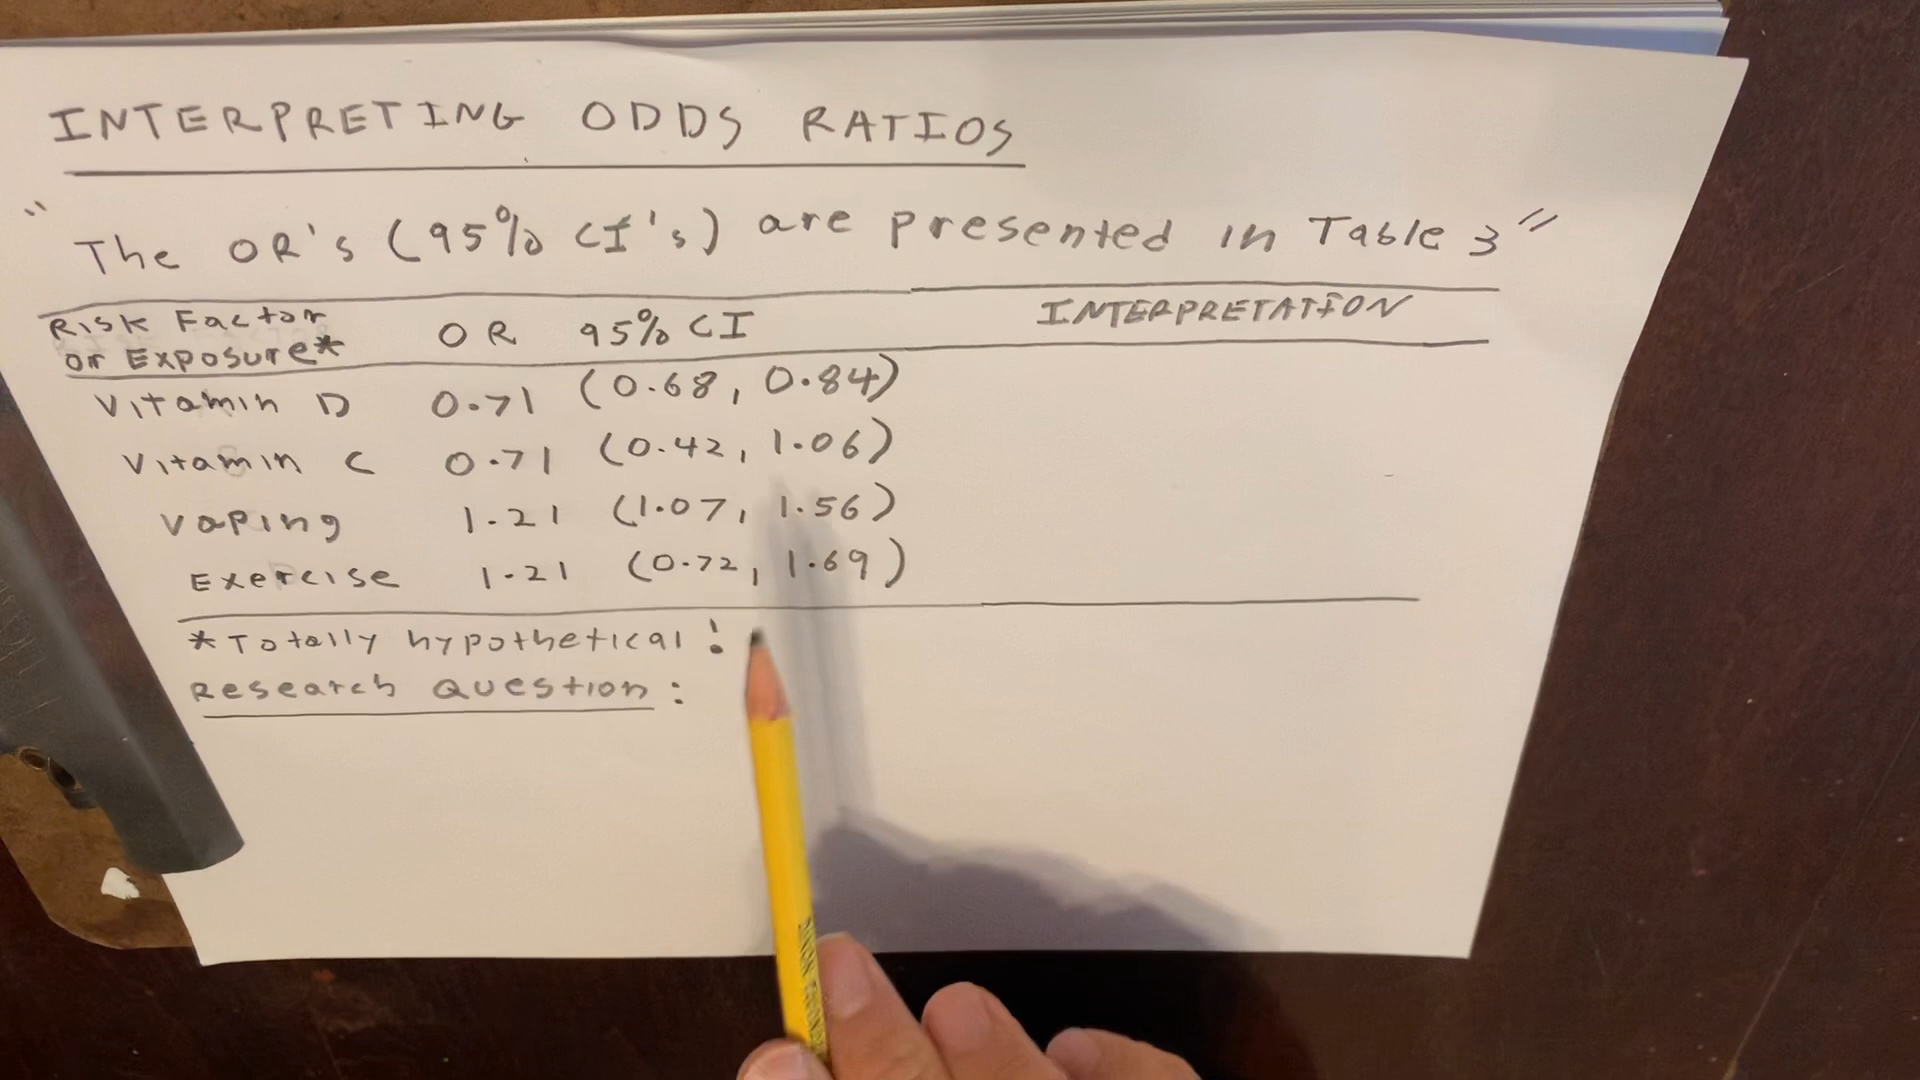 INTERPRETING ODDS RATIOS
"The OR's (95% CI's) are presented in Table 3"
Risk Factor or Exposure* OR 95% CI INTERPRETATION
Vitamin D 0.71 (0.68, 0.84)
Vitamin C 0.71 (0.42, 1.06)
Vaping 1.21 (1.07, 1.56)
Exercise 1.21 (0.72, 1.69)
*Totally hypothetical!
Research Question: